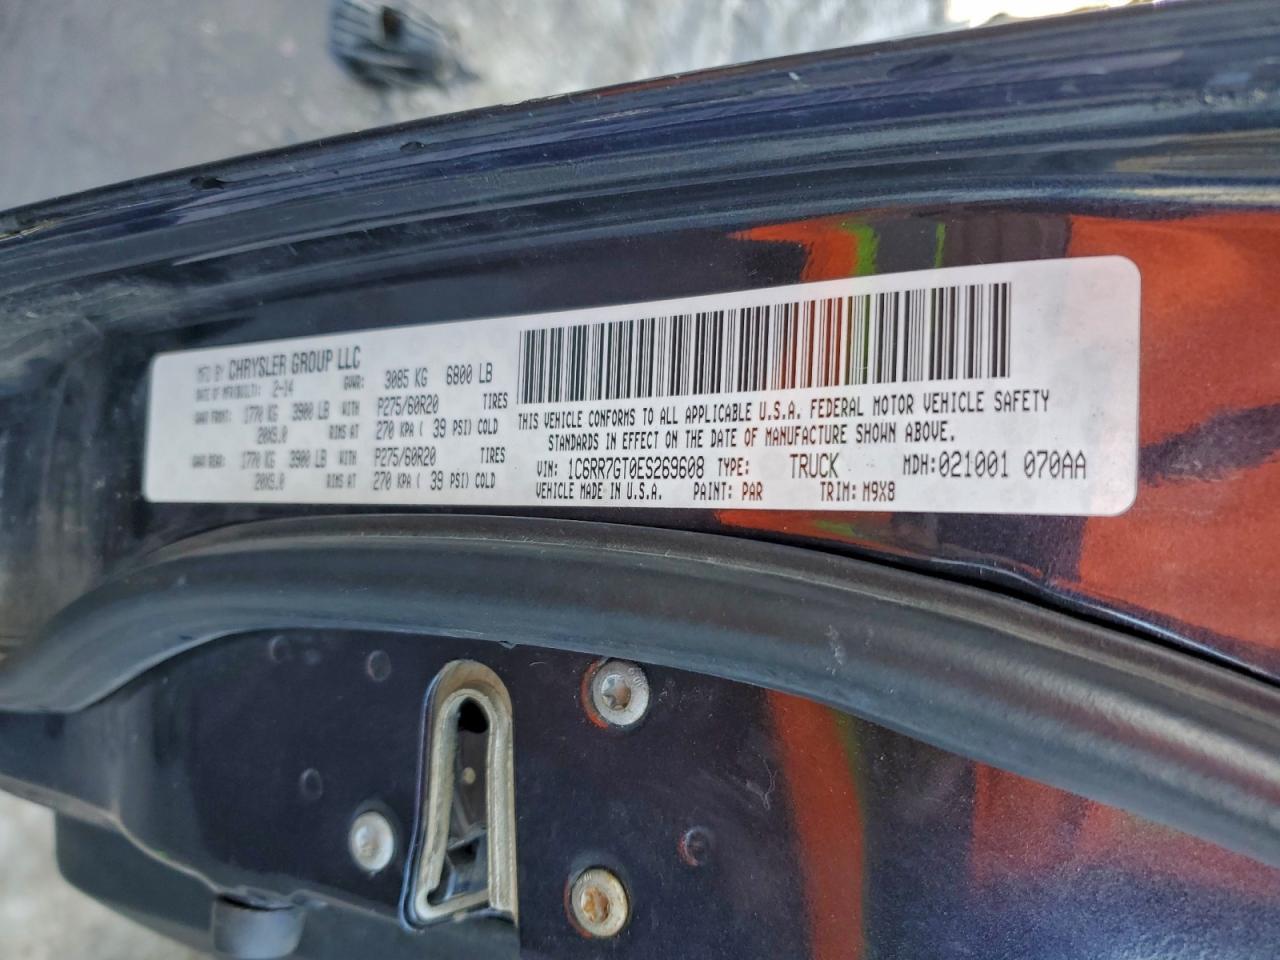 MFD BY CHRYSLER GROUP LLC
DATE OF MFR(BUILT): 2-14 GVWR: 3085 KG 6800 LB
GAWR FRONT: 1770 KG 3900 LB WITH P275/60R20 TIRES
20X9.0 RIMS AT 270 KPA ( 39 PSI) COLD
GAWR REAR: 1770 KG 3900 LB WITH P275/60R20 TIRES
20X9.0 RIMS AT 270 KPA ( 39 PSI) COLD
THIS VEHICLE CONFORMS TO ALL APPLICABLE U.S.A. FEDERAL MOTOR VEHICLE SAFETY
STANDARDS IN EFFECT ON THE DATE OF MANUFACTURE SHOWN ABOVE.
VIN: 1C6RR7GT0ES269608 TYPE: TRUCK MDH:021001 070AA
VEHICLE MADE IN U.S.A. PAINT: PAR TRIM: M9X8